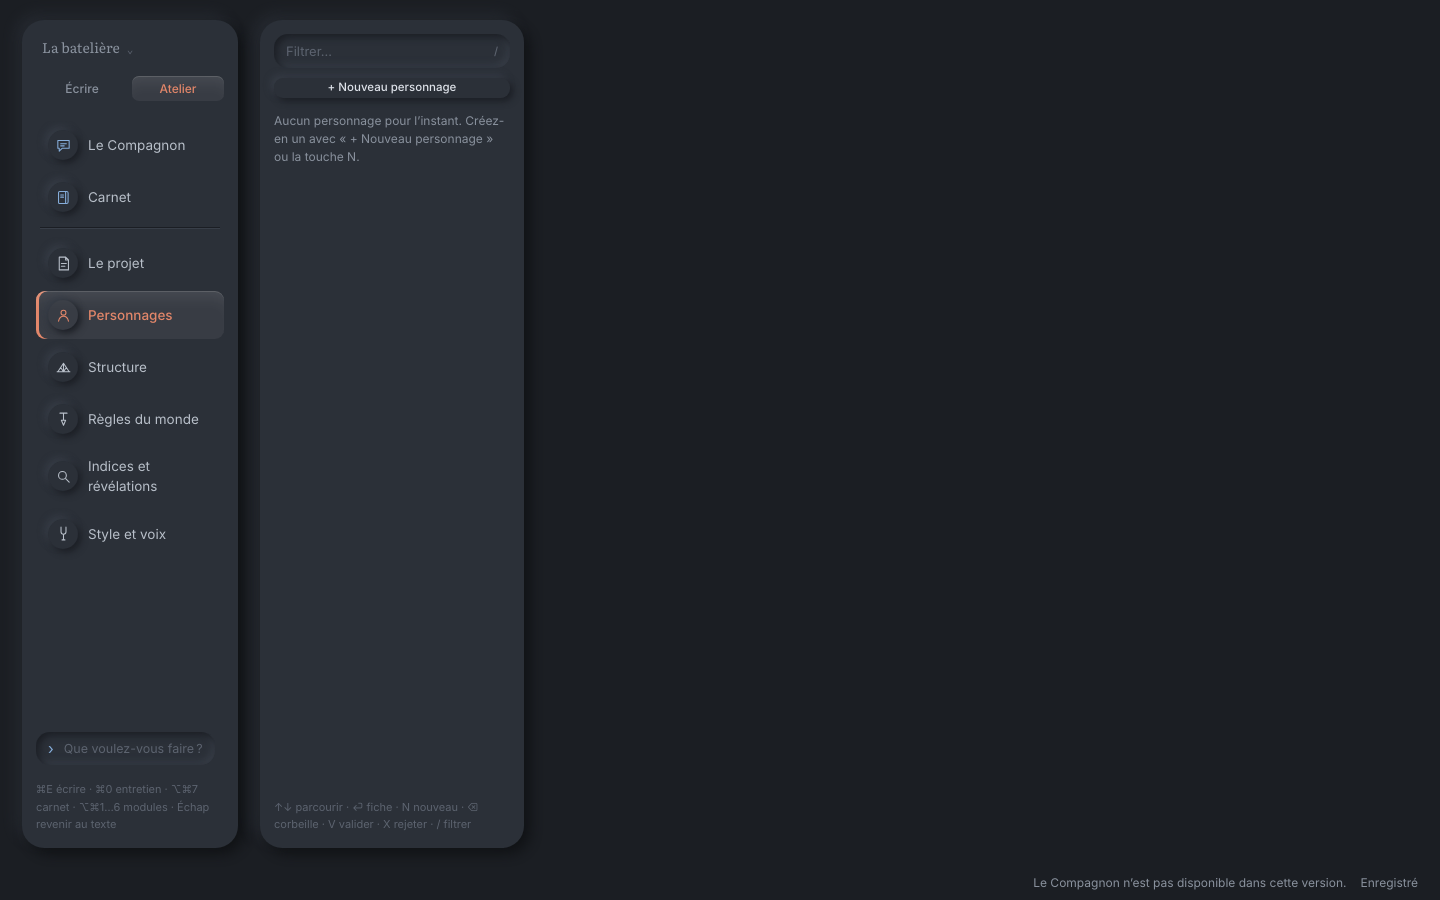 La batelière
Écrire
Atelier
Le Compagnon
Carnet
Le projet
Personnages
Structure
Règles du monde
Indices et
révélations
Style et voix
› Que voulez-vous faire ?
⌘E écrire · ⌘0 entretien · ⌥⌘7
carnet · ⌥⌘1…6 modules · Échap
revenir au texte
Filtrer… /
+ Nouveau personnage
Aucun personnage pour l’instant. Créez-
en un avec « + Nouveau personnage »
ou la touche N.
↑↓ parcourir · ⏎ fiche · N nouveau · ⌫
corbeille · V valider · X rejeter · / filtrer
Le Compagnon n’est pas disponible dans cette version. Enregistré